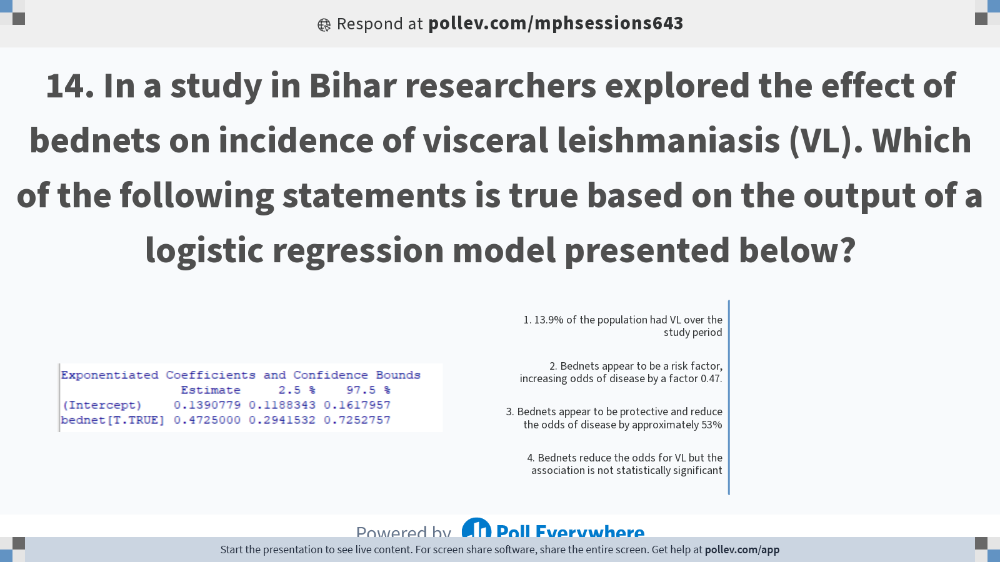 Respond at pollev.com/mphsessions643
14. In a study in Bihar researchers explored the effect of
bednets on incidence of visceral leishmaniasis (VL). Which
of the following statements is true based on the output of a
logistic regression model presented below?
Exponentiated Coefficients and Confidence Bounds
Estimate 2.5 % 97.5 %
(Intercept) 0.1390779 0.1188343 0.1617957
bednet[T.TRUE] 0.4725000 0.2941532 0.7252757
1. 13.9% of the population had VL over the
study period
2. Bednets appear to be a risk factor,
increasing odds of disease by a factor 0.47.
3. Bednets appear to be protective and reduce
the odds of disease by approximately 53%
4. Bednets reduce the odds for VL but the
association is not statistically significant
Powered by Poll Everywhere
Start the presentation to see live content. For screen share software, share the entire screen. Get help at pollev.com/app